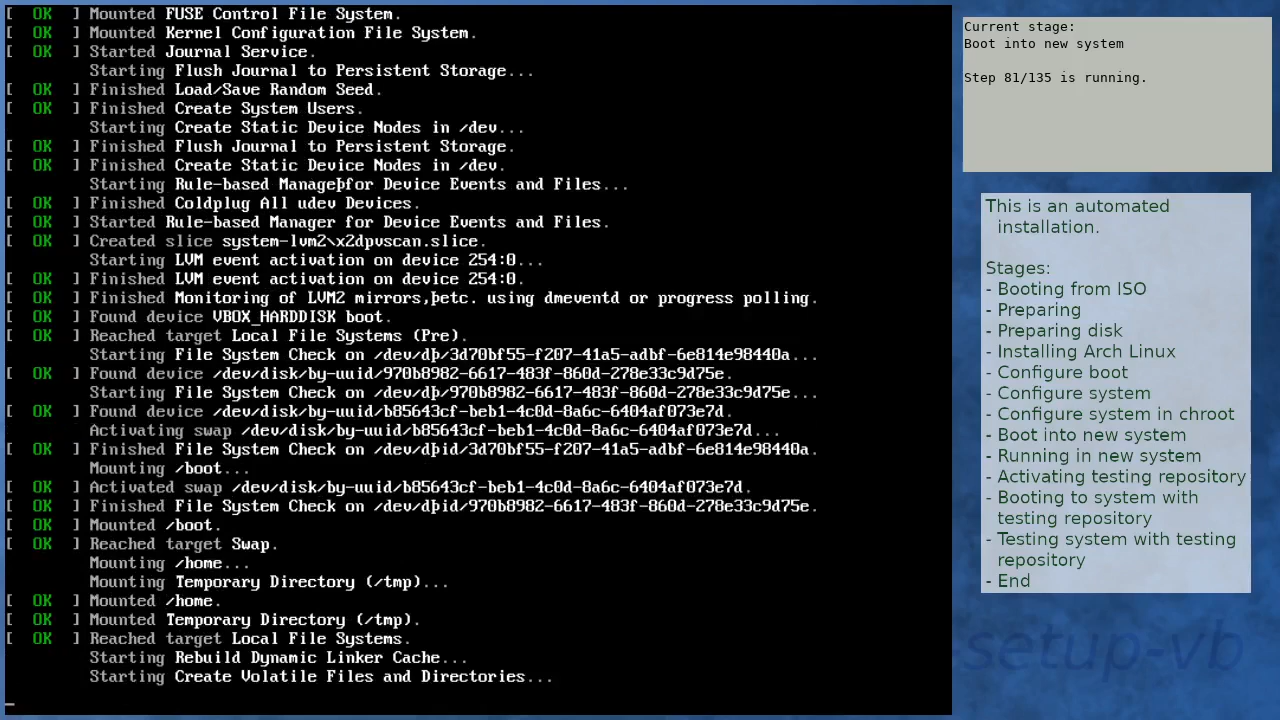 [  OK  ] Mounted FUSE Control File System.
[  OK  ] Mounted Kernel Configuration File System.
[  OK  ] Started Journal Service.
Starting Flush Journal to Persistent Storage...
[  OK  ] Finished Load/Save Random Seed.
[  OK  ] Finished Create System Users.
Starting Create Static Device Nodes in /dev...
[  OK  ] Finished Flush Journal to Persistent Storage.
[  OK  ] Finished Create Static Device Nodes in /dev.
Starting Rule-based Manageþfor Device Events and Files...
[  OK  ] Finished Coldplug All udev Devices.
[  OK  ] Started Rule-based Manager for Device Events and Files.
[  OK  ] Created slice system-lvm2\x2dpvscan.slice.
Starting LVM event activation on device 254:0...
[  OK  ] Finished LVM event activation on device 254:0.
[  OK  ] Finished Monitoring of LVM2 mirrors,þetc. using dmeventd or progress polling.
[  OK  ] Found device VBOX_HARDDISK boot.
[  OK  ] Reached target Local File Systems (Pre).
Starting File System Check on /dev/dþ/3d70bf55-f207-41a5-adbf-6e814e98440a...
[  OK  ] Found device /dev/disk/by-uuid/970b8982-6617-483f-860d-278e33c9d75e.
Starting File System Check on /dev/dþ/970b8982-6617-483f-860d-278e33c9d75e...
[  OK  ] Found device /dev/disk/by-uuid/b85643cf-beb1-4c0d-8a6c-6404af073e7d.
Activating swap /dev/disk/by-uuid/b85643cf-beb1-4c0d-8a6c-6404af073e7d...
[  OK  ] Finished File System Check on /dev/dþid/3d70bf55-f207-41a5-adbf-6e814e98440a.
Mounting /boot...
[  OK  ] Activated swap /dev/disk/by-uuid/b85643cf-beb1-4c0d-8a6c-6404af073e7d.
[  OK  ] Finished File System Check on /dev/dþid/970b8982-6617-483f-860d-278e33c9d75e.
[  OK  ] Mounted /boot.
[  OK  ] Reached target Swap.
Mounting /home...
Mounting Temporary Directory (/tmp)...
[  OK  ] Mounted /home.
[  OK  ] Mounted Temporary Directory (/tmp).
[  OK  ] Reached target Local File Systems.
Starting Rebuild Dynamic Linker Cache...
Starting Create Volatile Files and Directories...
_
Current stage:
Boot into new system
Step 81/135 is running.
This is an automated
installation.
Stages:
- Booting from ISO
- Preparing
- Preparing disk
- Installing Arch Linux
- Configure boot
- Configure system
- Configure system in chroot
- Boot into new system
- Running in new system
- Activating testing repository
- Booting to system with
testing repository
- Testing system with testing
repository
- End
setup-vb